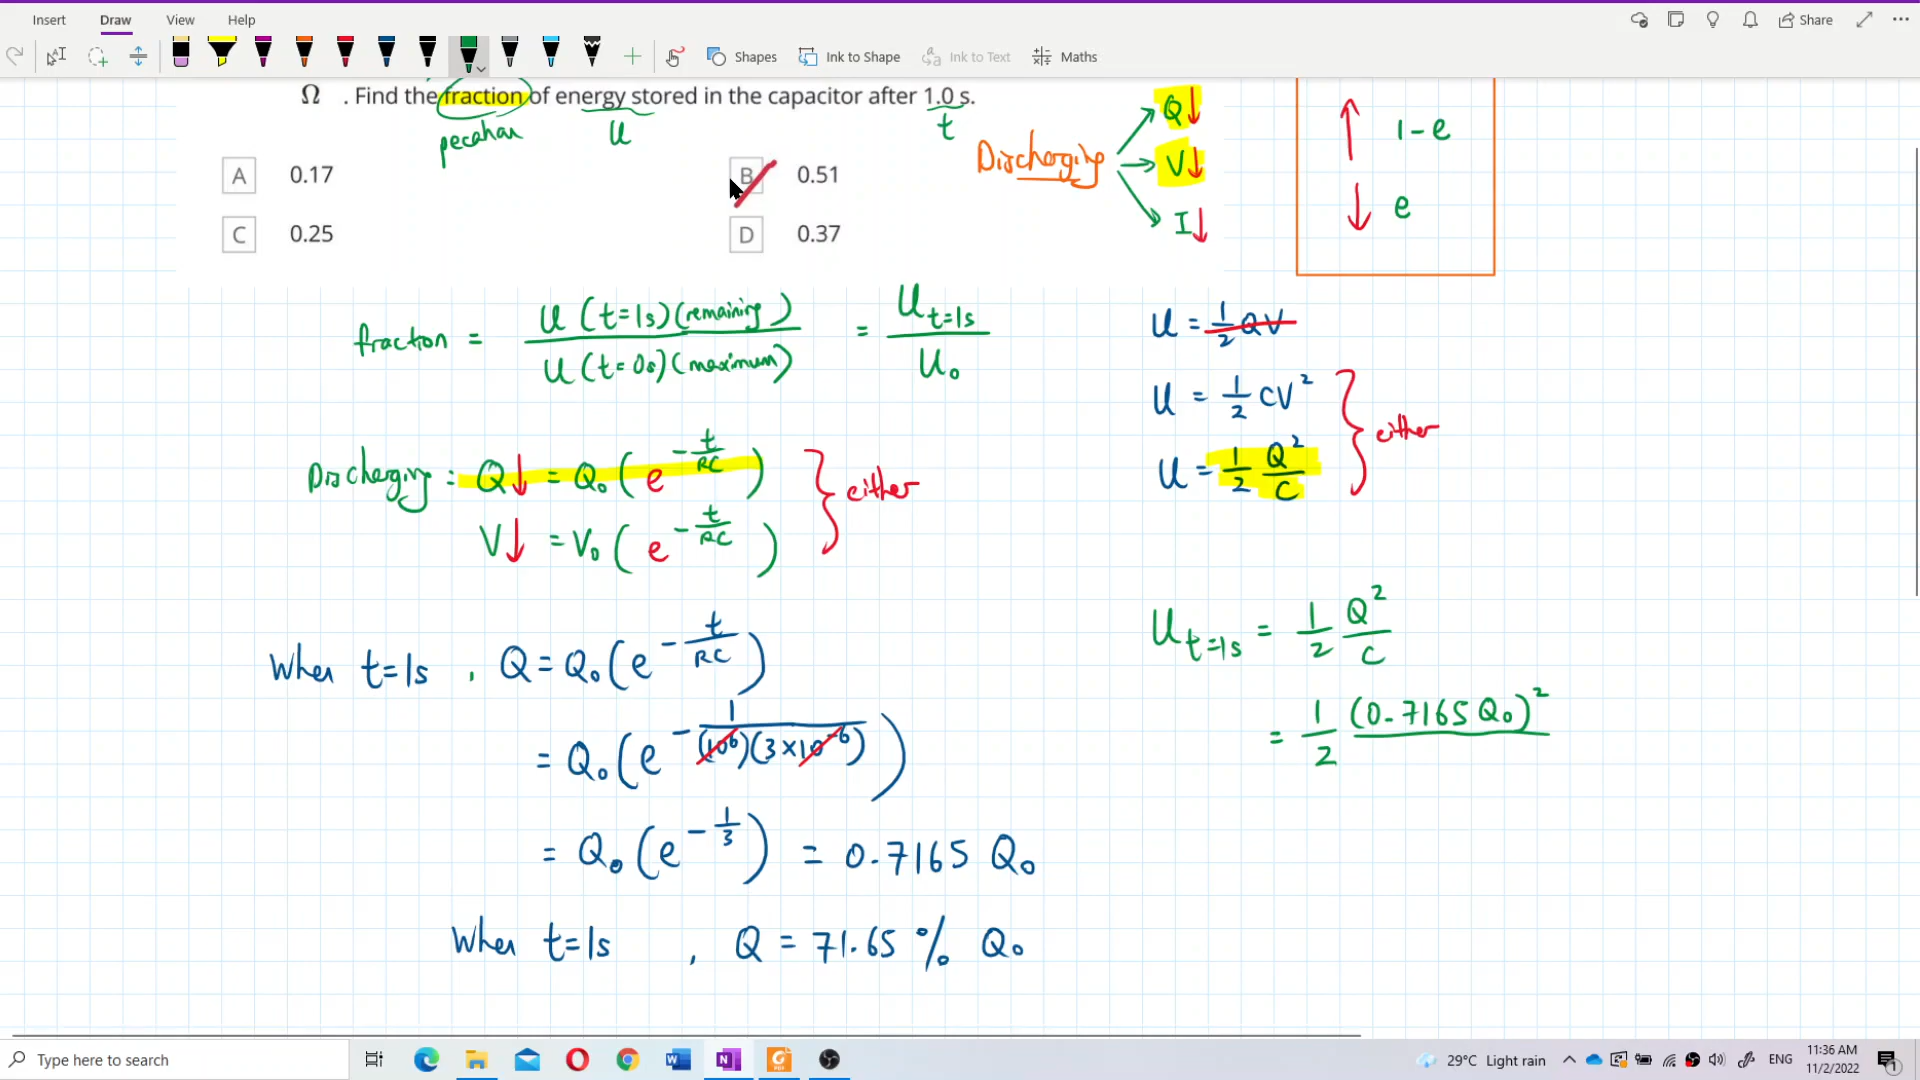 Insert Draw View Help
Share
Shapes Ink to Shape Ink to Text Maths
Ω . Find the fraction of energy stored in the capacitor after 1.0 s.
pecahan U t
A 0.17
B 0.51
C 0.25
D 0.37
Discharging
Q↓
V↓
I↓
↑ 1-e
↓ e
fraction = U (t=1s)(remaining) / U (t=0s)(maximum) = U t=1s / U₀
U = 1/2 QV
U = 1/2 CV²
U = 1/2 Q²/C
either
Discharging : Q↓ = Q₀ ( e^-t/RC )
V↓ = V₀ ( e^-t/RC )
either
When t=1s , Q = Q₀ ( e^-t/RC )
= Q₀ ( e^-1/(10⁶)(3×10⁻⁶) )
= Q₀ ( e^-1/3 ) = 0.7165 Q₀
When t=1s , Q = 71.65 % Q₀
U t=1s = 1/2 Q²/C
= 1/2 (0.7165 Q₀)²
Type here to search
29°C Light rain
ENG
11:36 AM
11/2/2022
1